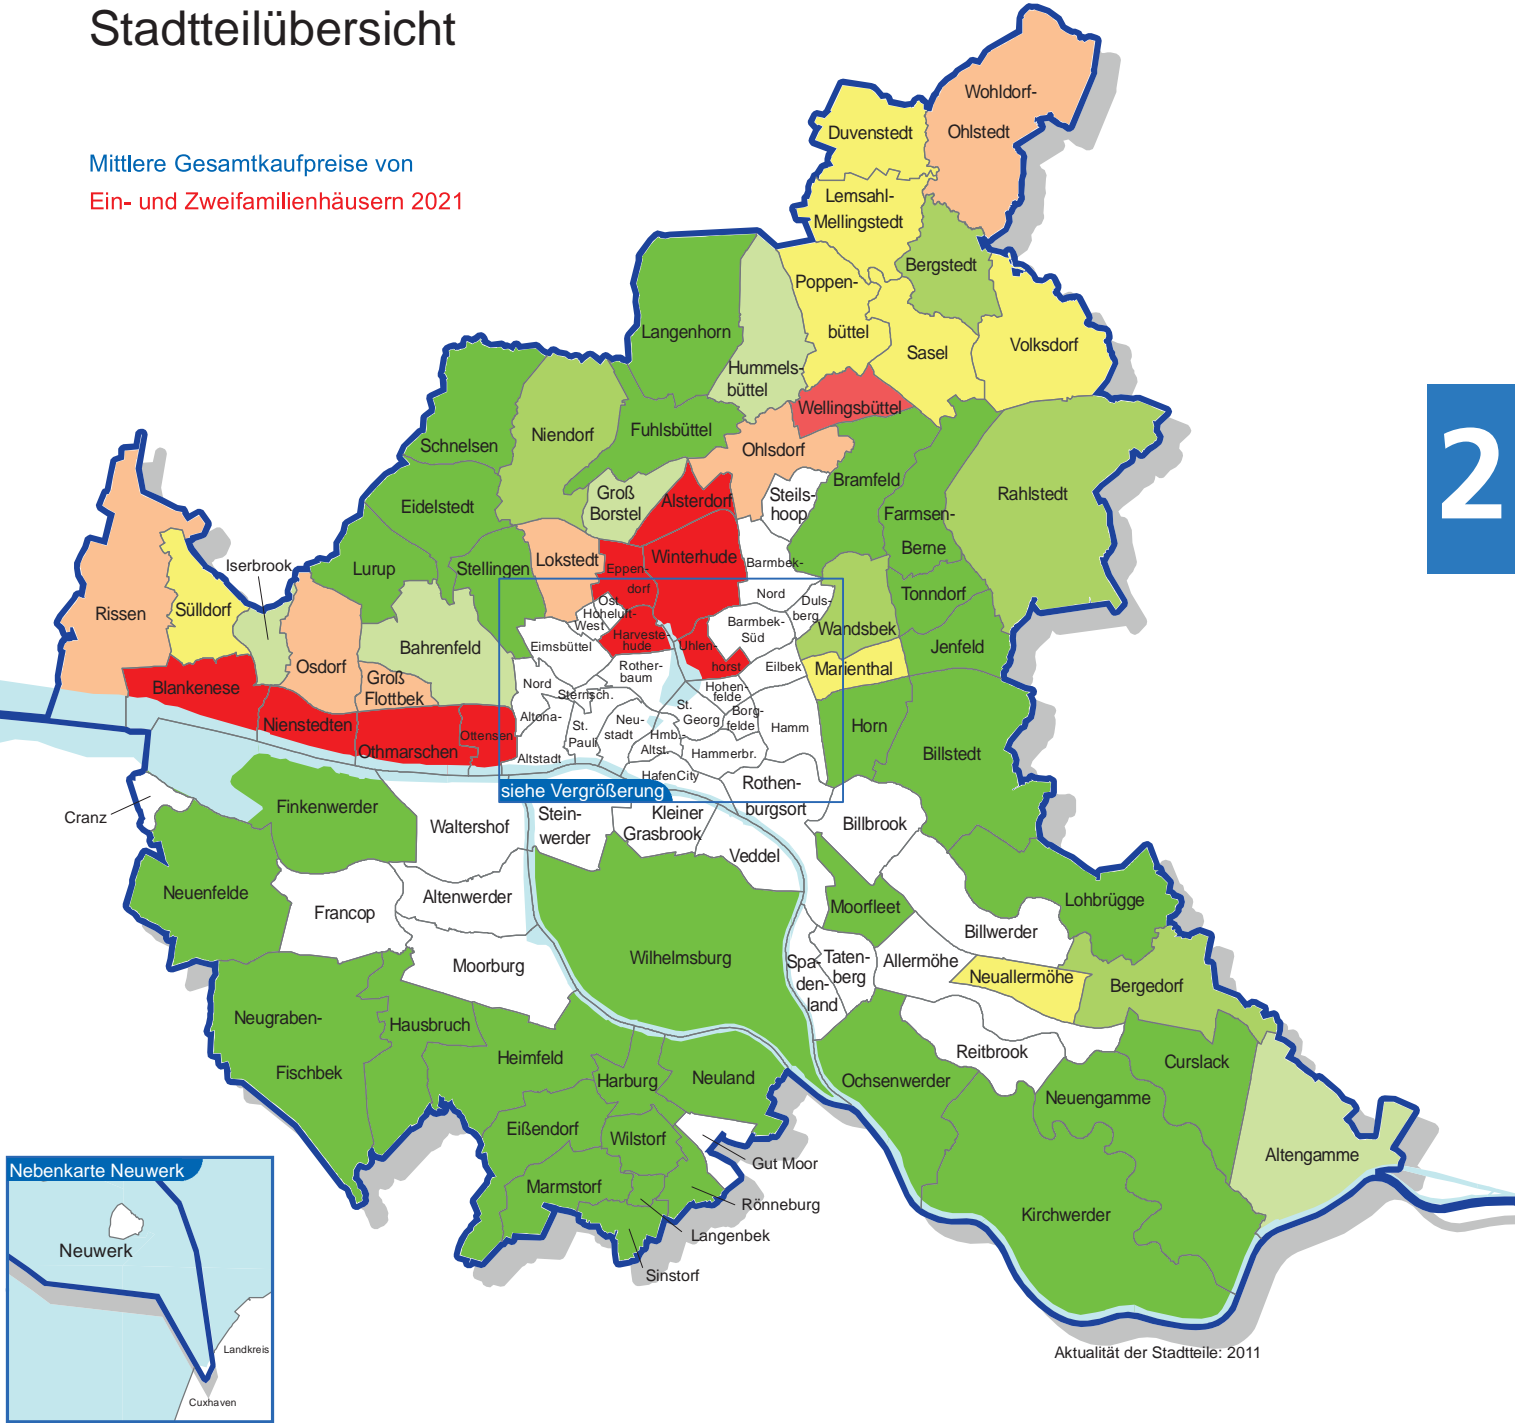 Stadtteilübersicht
Mittlere Gesamtkaufpreise von
Ein- und Zweifamilienhäusern 2021
2
Wohldorf-
Ohlstedt
Duvenstedt
Lemsahl-
Mellingstedt
Bergstedt
Poppen-
büttel
Sasel
Volksdorf
Langenhorn
Hummels-
büttel
Wellingsbüttel
Schnelsen
Niendorf
Fuhlsbüttel
Ohlsdorf
Bramfeld
Rahlstedt
Eidelstedt
Groß
Borstel
Alsterdorf
Steils-
hoop
Farmsen-
Berne
Lurup
Stellingen
Lokstedt
Eppen-
dorf
Winterhude
Barmbek-
Nord
Iserbrook
Rissen
Sülldorf
Osdorf
Bahrenfeld
Groß
Flottbek
Ost
Hoheluft-
West
Harveste-
hude
Uhlen-
horst
Barmbek-
Süd
Duls-
berg
Wandsbek
Tonndorf
Jenfeld
Eimsbüttel
Rother-
baum
Eilbek
Marienthal
Blankenese
Nienstedten
Othmarschen
Ottensen
Nord
Altona-
Altstadt
Sternsch.
St.
Pauli
Neu-
stadt
Hmb.-
Altst.
St.
Georg
Hohen-
felde
Borg-
felde
Hamm
Hammerbr.
HafenCity
Horn
Billstedt
siehe Vergrößerung
Rothen-
burgsort
Cranz
Finkenwerder
Waltershof
Stein-
werder
Kleiner
Grasbrook
Veddel
Billbrook
Neuenfelde
Francop
Altenwerder
Moorburg
Wilhelmsburg
Moorfleet
Spa-
den-
land
Taten-
berg
Allermöhe
Billwerder
Lohbrügge
Neuallermöhe
Bergedorf
Neugraben-
Fischbek
Hausbruch
Heimfeld
Harburg
Neuland
Ochsenwerder
Reitbrook
Neuengamme
Curslack
Altengamme
Kirchwerder
Eißendorf
Wilstorf
Marmstorf
Gut Moor
Rönneburg
Langenbek
Sinstorf
Nebenkarte Neuwerk
Neuwerk
Landkreis
Cuxhaven
Aktualität der Stadtteile: 2011